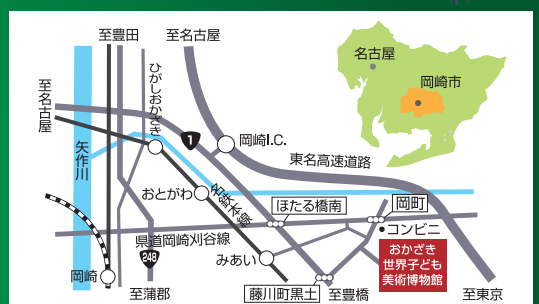 至豊田
至名古屋
名古屋
岡崎市
ひがしおかざき
至名古屋
1
岡崎I.C.
矢作川
東名高速道路
おとがわ
名鉄本線
ほたる橋南
岡町
コンビニ
県道岡崎刈谷線
248
みあい
おかざき
世界子ども
美術博物館
岡崎
至蒲郡
藤川町黒土
至豊橋
至東京